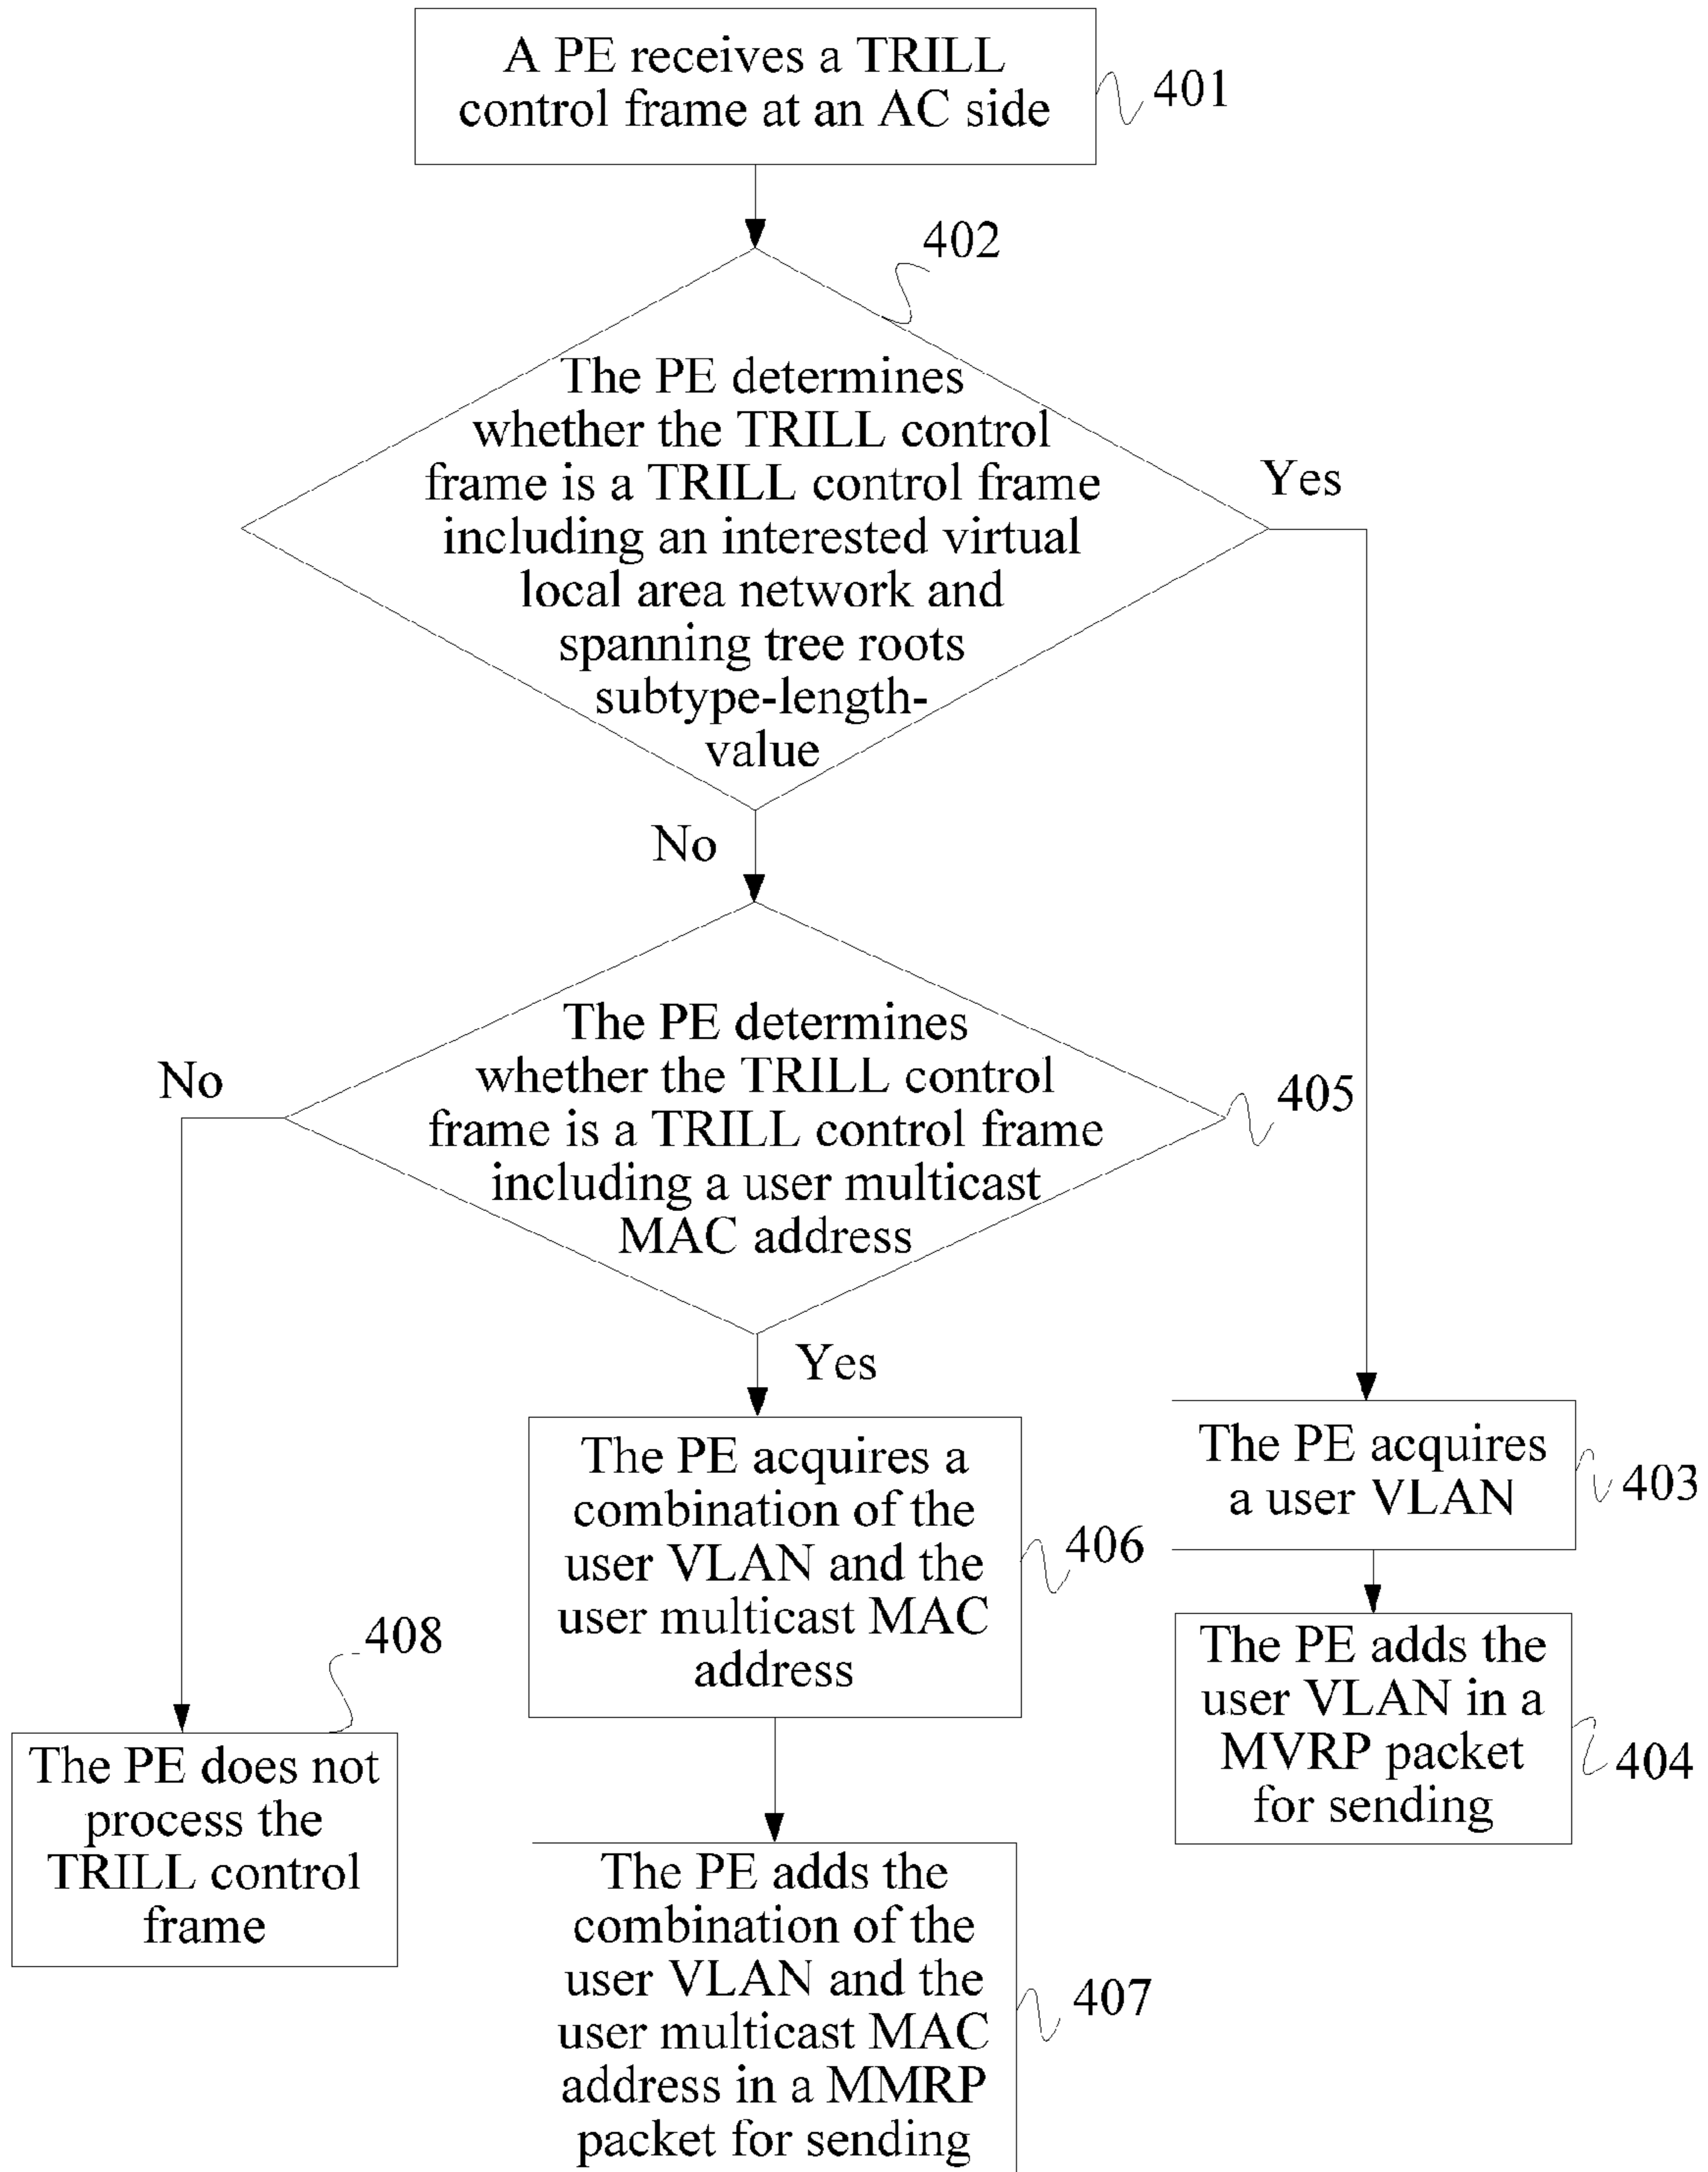 A PE receives a TRILL
control frame at an AC side
401
402
The PE determines
whether the TRILL control
frame is a TRILL control frame
including an interested virtual
local area network and
spanning tree roots
subtype-length-
value
Yes
No
The PE determines
whether the TRILL control
frame is a TRILL control frame
including a user multicast
MAC address
405
No
Yes
The PE acquires
a user VLAN
403
The PE acquires a
combination of the
user VLAN and the
user multicast MAC
address
406
The PE adds the
user VLAN in a
MVRP packet
for sending
404
408
The PE does not
process the
TRILL control
frame
The PE adds the
combination of the
user VLAN and the
user multicast MAC
address in a MMRP
packet for sending
407